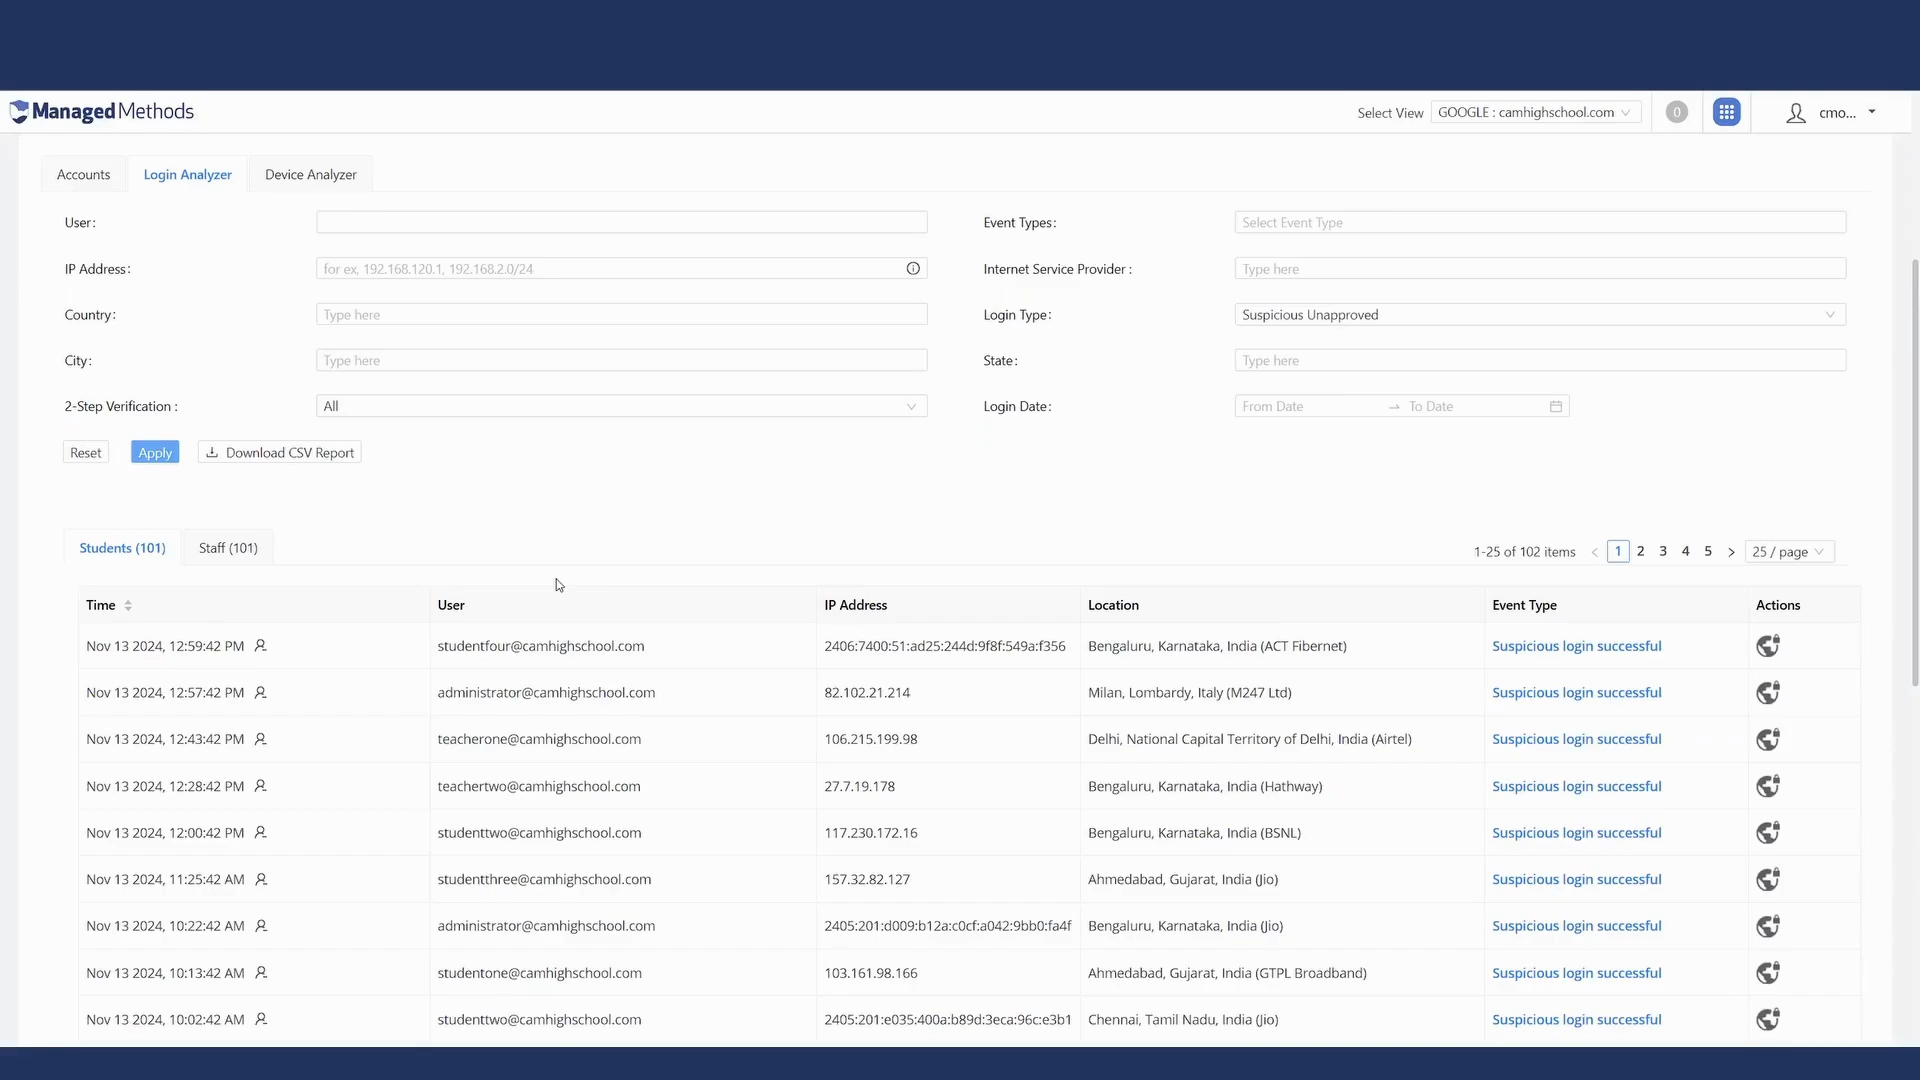 ManagedMethods
Select View GOOGLE : camhighschool.com 0 cmo...
Accounts Login Analyzer Device Analyzer
User: Event Types: Select Event Type
IP Address: for ex, 192.168.120.1, 192.168.2.0/24 Internet Service Provider : Type here
Country: Type here Login Type: Suspicious Unapproved
City: Type here State: Type here
2-Step Verification : All Login Date: From Date → To Date
Reset Apply Download CSV Report
Students (101) Staff (101) 1-25 of 102 items < 1 2 3 4 5 > 25 / page
Time User IP Address Location Event Type Actions
Nov 13 2024, 12:59:42 PM studentfour@camhighschool.com 2406:7400:51:ad25:244d:9f8f:549a:f356 Bengaluru, Karnataka, India (ACT Fibernet) Suspicious login successful
Nov 13 2024, 12:57:42 PM administrator@camhighschool.com 82.102.21.214 Milan, Lombardy, Italy (M247 Ltd) Suspicious login successful
Nov 13 2024, 12:43:42 PM teacherone@camhighschool.com 106.215.199.98 Delhi, National Capital Territory of Delhi, India (Airtel) Suspicious login successful
Nov 13 2024, 12:28:42 PM teachertwo@camhighschool.com 27.7.19.178 Bengaluru, Karnataka, India (Hathway) Suspicious login successful
Nov 13 2024, 12:00:42 PM studenttwo@camhighschool.com 117.230.172.16 Bengaluru, Karnataka, India (BSNL) Suspicious login successful
Nov 13 2024, 11:25:42 AM studentthree@camhighschool.com 157.32.82.127 Ahmedabad, Gujarat, India (Jio) Suspicious login successful
Nov 13 2024, 10:22:42 AM administrator@camhighschool.com 2405:201:d009:b12a:c0cf:a042:9bb0:fa4f Bengaluru, Karnataka, India (Jio) Suspicious login successful
Nov 13 2024, 10:13:42 AM studentone@camhighschool.com 103.161.98.166 Ahmedabad, Gujarat, India (GTPL Broadband) Suspicious login successful
Nov 13 2024, 10:02:42 AM studenttwo@camhighschool.com 2405:201:e035:400a:b89d:3eca:96c:e3b1 Chennai, Tamil Nadu, India (Jio) Suspicious login successful